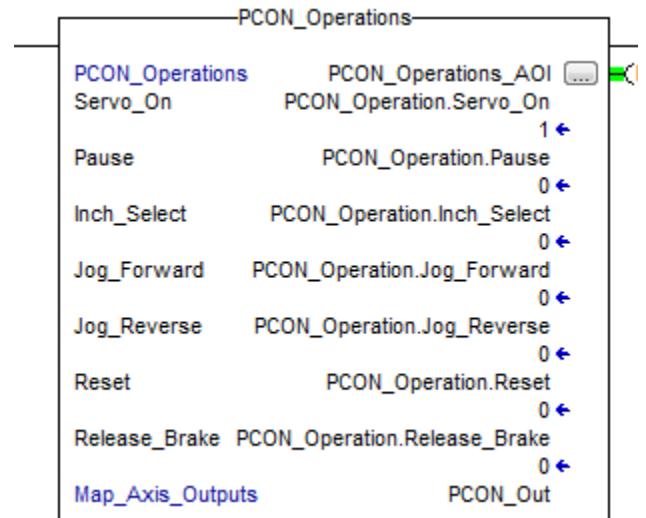 PCON_Operations
PCON_Operations PCON_Operations_AOI ...
Servo_On PCON_Operation.Servo_On
1
Pause PCON_Operation.Pause
0
Inch_Select PCON_Operation.Inch_Select
0
Jog_Forward PCON_Operation.Jog_Forward
0
Jog_Reverse PCON_Operation.Jog_Reverse
0
Reset PCON_Operation.Reset
0
Release_Brake PCON_Operation.Release_Brake
0
Map_Axis_Outputs PCON_Out